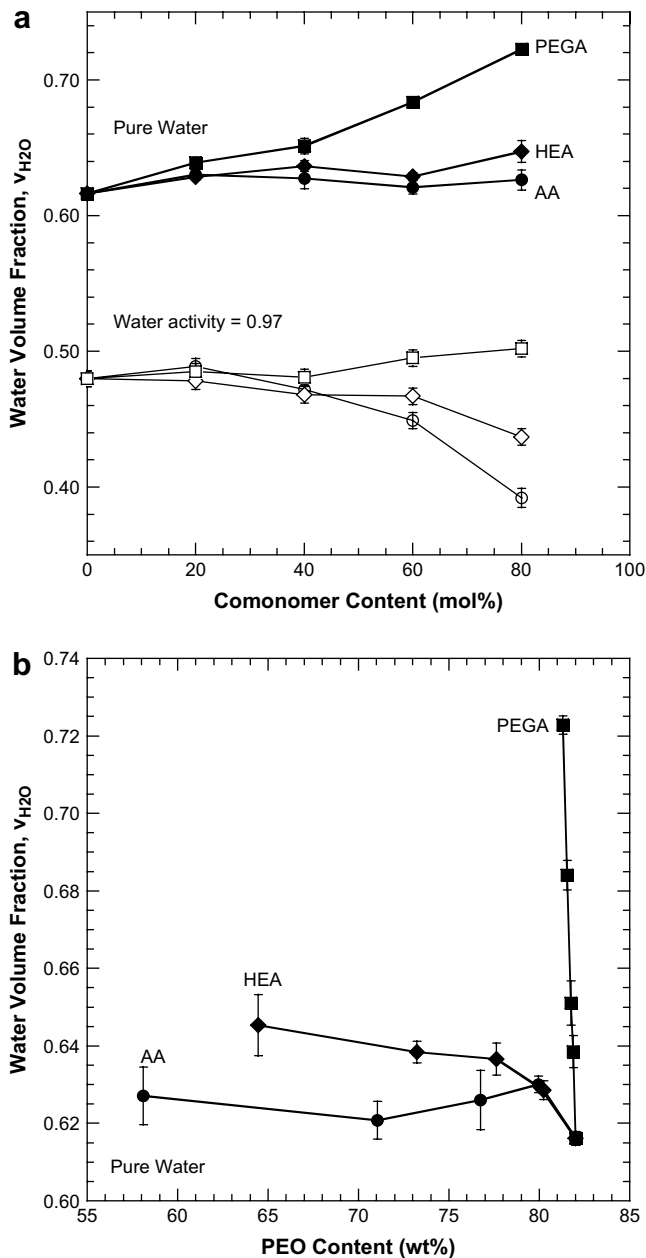 a
PEGA
0.70
Pure Water
HEA
AA
0.60
Water activity = 0.97
0.50
0.40
Water Volume Fraction, vH2O
0 20 40 60 80 100
Comonomer Content (mol%)
b
0.74
PEGA
0.72
0.70
0.68
0.66
HEA
0.64
AA
0.62
Pure Water
0.60
Water Volume Fraction, vH2O
55 60 65 70 75 80 85
PEO Content (wt%)